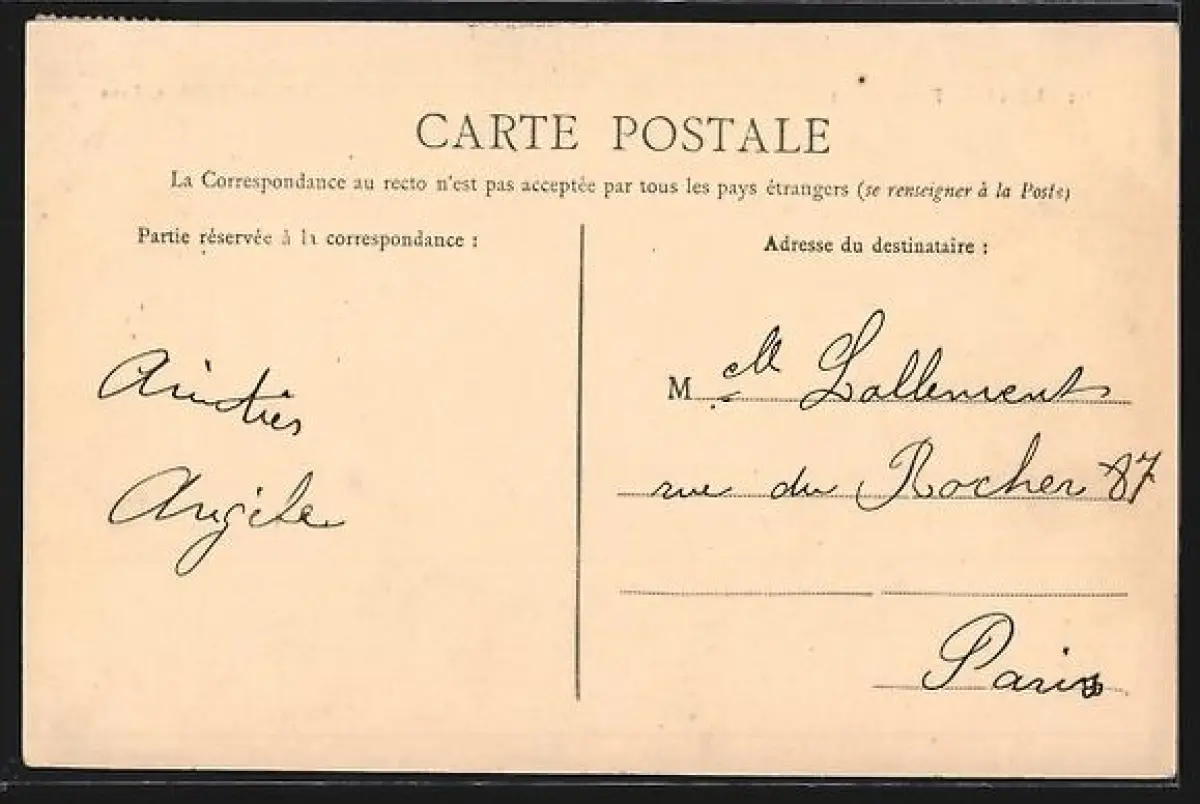 CARTE POSTALE
La Correspondance au recto n'est pas acceptée par tous les pays étrangers (se renseigner à la Poste)
Partie réservée à la correspondance :
Adresse du destinataire :
Amitiés
Angèle
Melle Lallement
rue du Rocher 87
Paris